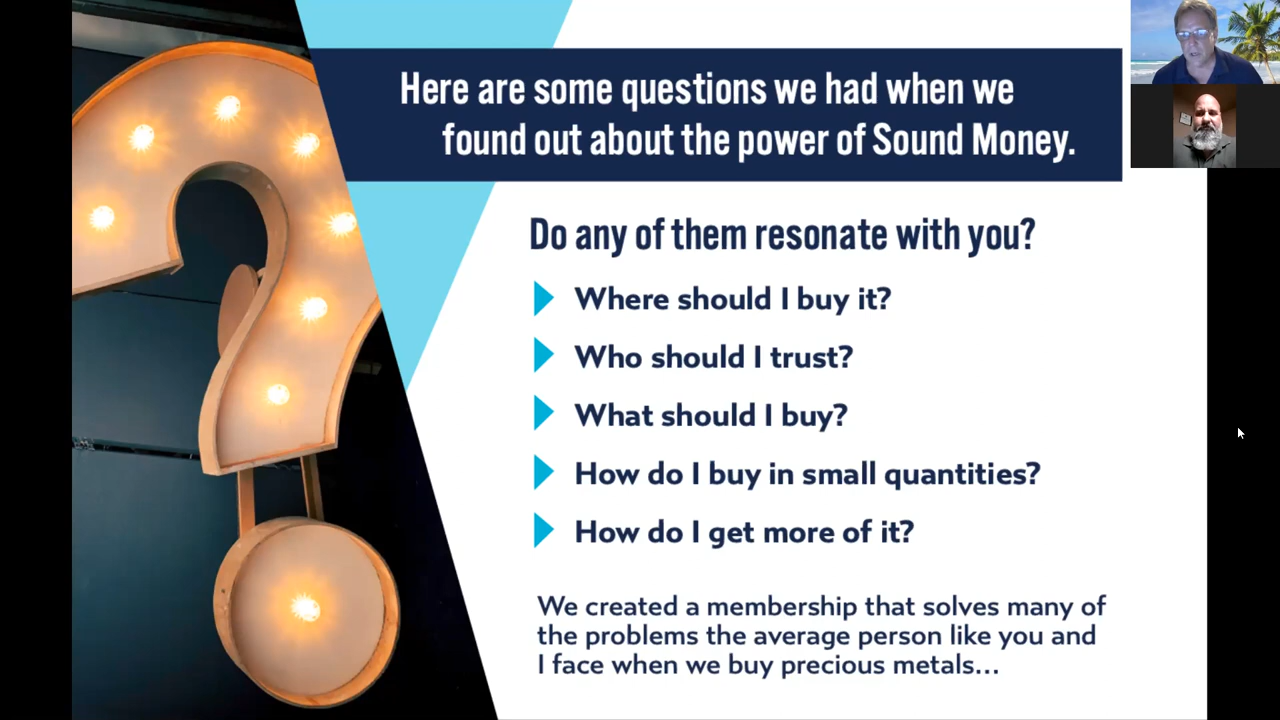 Here are some questions we had when we
found out about the power of Sound Money.
Do any of them resonate with you?
Where should I buy it?
Who should I trust?
What should I buy?
How do I buy in small quantities?
How do I get more of it?
We created a membership that solves many of
the problems the average person like you and
I face when we buy precious metals...